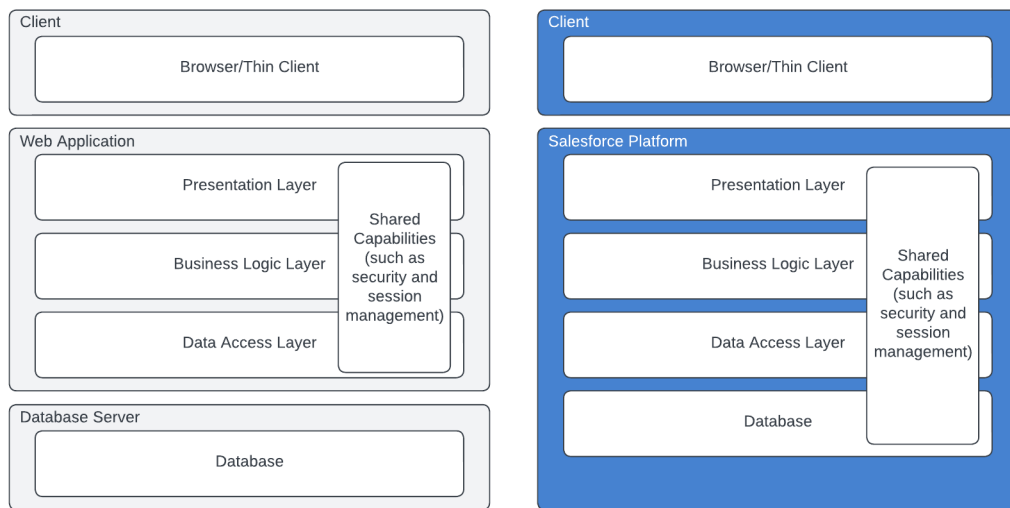 Client
Browser/Thin Client
Web Application
Presentation Layer
Business Logic Layer
Data Access Layer
Shared
Capabilities
(such as
security and
session
management)
Database Server
Database
Client
Browser/Thin Client
Salesforce Platform
Presentation Layer
Business Logic Layer
Data Access Layer
Database
Shared
Capabilities
(such as
security and
session
management)